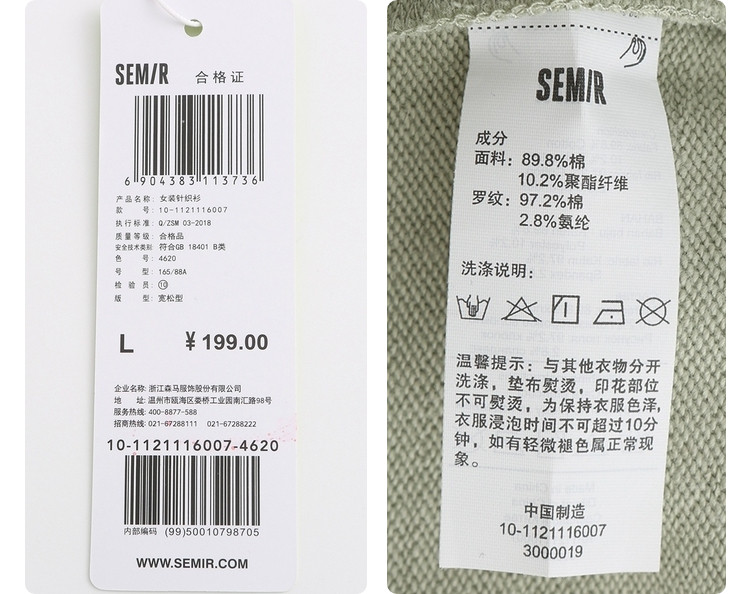 SEMIR 合格证
6 904383 113736
产品名称: 女装针织衫
款号: 10-1121116007
执行标准: Q/ZSM 03-2018
质量等级: 合格品
安全技术类别: 符合GB 18401 B类
色号: 4620
号型: 165/88A
检验员: ⑩
版型: 宽松型
L ¥199.00
企业名称: 浙江森马服饰股份有限公司
地址: 温州市瓯海区娄桥工业园南汇路98号
服务热线: 400-8877-588
招商热线: 021-67288111 021-67288222
10-1121116007-4620
内部编码 (99)50010798705
WWW.SEMIR.COM
SEMIR
成分
面料: 89.8%棉
10.2%聚酯纤维
罗纹: 97.2%棉
2.8%氨纶
洗涤说明:
温馨提示: 与其他衣物分开
洗涤, 垫布熨烫, 印花部位
不可熨烫, 为保持衣服色泽,
衣服浸泡时间不可超过10分
钟, 如有轻微褪色属正常现
象。
中国制造
10-1121116007
3000019